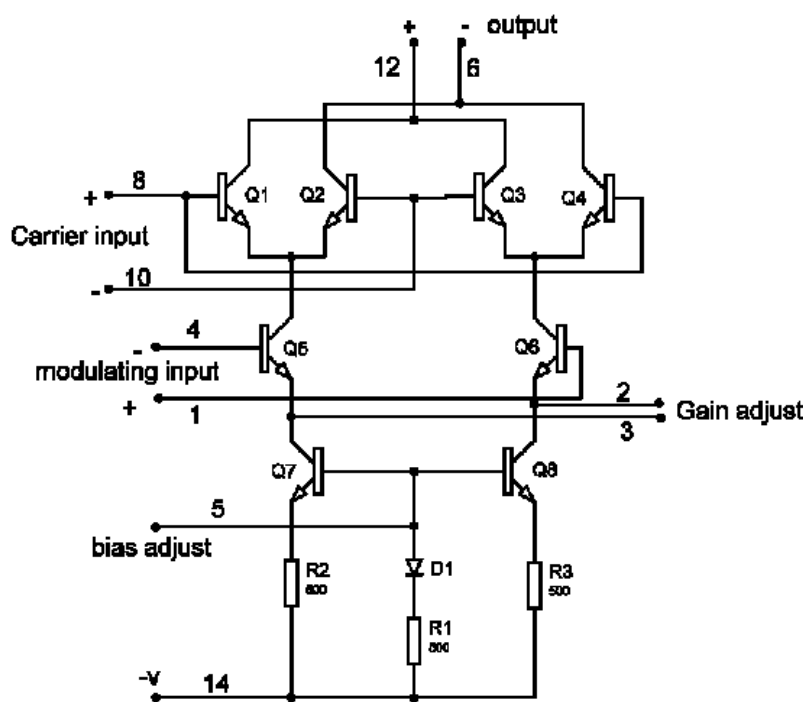 + - output
12 6
+ 8 Q1 Q2 Q3 Q4
Carrier input
- 10
4
- Q5 Q6
modulating input
+ 1 2
3 Gain adjust
Q7 Q8
5
bias adjust
R2 D1 R3
500
R1
-v 14